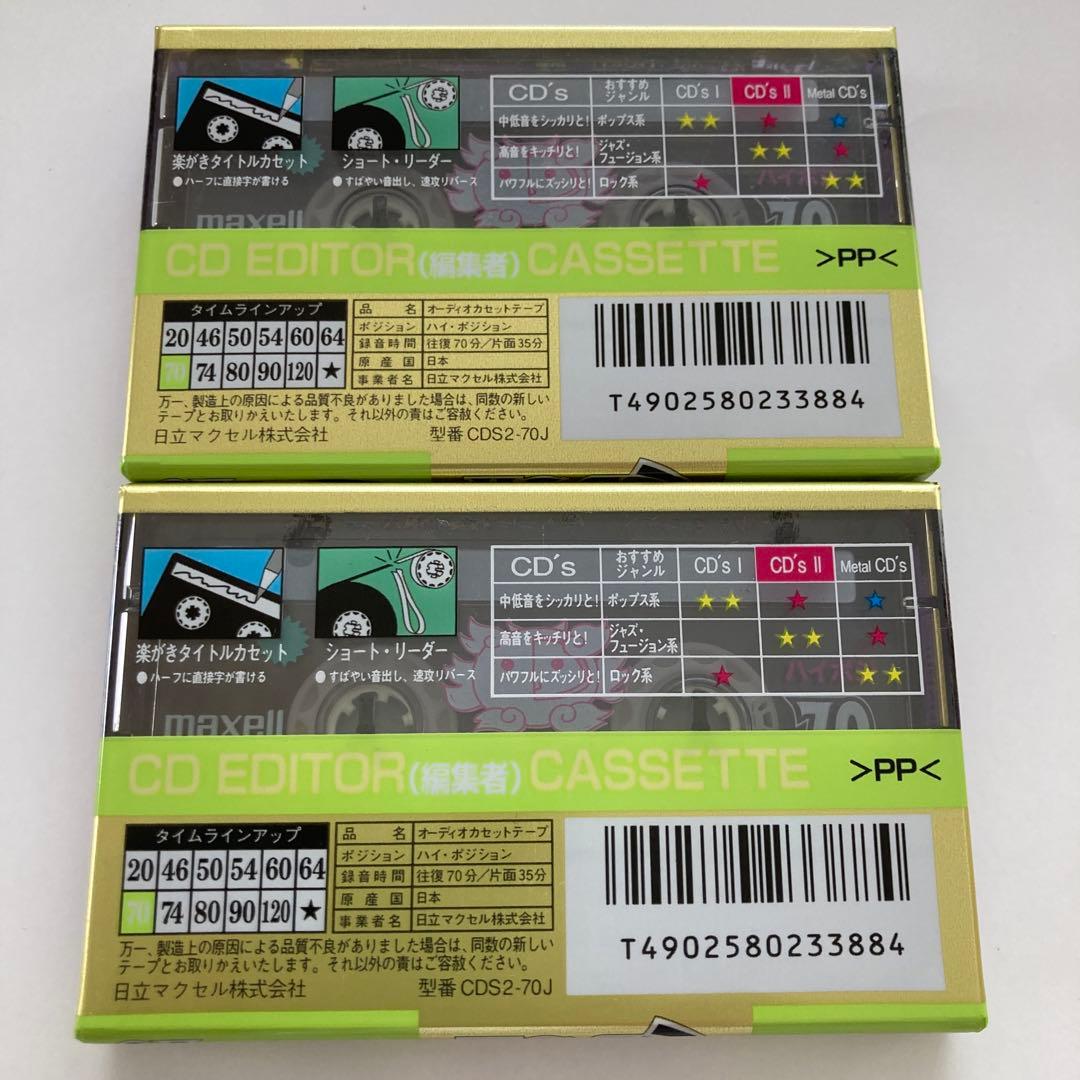 CD's おすすめジャンル CD's I CD's II Metal CD's
中低音をシッカリと! ポップス系 ★★ ★ ★
高音をキッチリと! ジャズ・フュージョン系 ★★ ★
パワフルにズッシリと! ロック系 ★ ★★
楽がきタイトルカセット
●ハーフに直接字が書ける
ショート・リーダー
●すばやい音出し、速攻リバース
maxell
70
CD EDITOR(編集者)CASSETTE >PP<
タイムラインアップ
20 46 50 54 60 64
70 74 80 90 120 ★
品名 オーディオカセットテープ
ポジション ハイ・ポジション
録音時間 往復70分/片面35分
原産国 日本
事業者名 日立マクセル株式会社
万一、製造上の原因による品質不良がありました場合は、同数の新しい
テープとお取りかえいたします。それ以外の責はご容赦ください。
日立マクセル株式会社 型番 CDS2-70J
T4902580233884
CD's おすすめジャンル CD's I CD's II Metal CD's
中低音をシッカリと! ポップス系 ★★ ★ ★
高音をキッチリと! ジャズ・フュージョン系 ★★ ★
パワフルにズッシリと! ロック系 ★ ★★
楽がきタイトルカセット
●ハーフに直接字が書ける
ショート・リーダー
●すばやい音出し、速攻リバース
maxell
70
CD EDITOR(編集者)CASSETTE >PP<
タイムラインアップ
20 46 50 54 60 64
70 74 80 90 120 ★
品名 オーディオカセットテープ
ポジション ハイ・ポジション
録音時間 往復70分/片面35分
原産国 日本
事業者名 日立マクセル株式会社
万一、製造上の原因による品質不良がありました場合は、同数の新しい
テープとお取りかえいたします。それ以外の責はご容赦ください。
日立マクセル株式会社 型番 CDS2-70J
T4902580233884